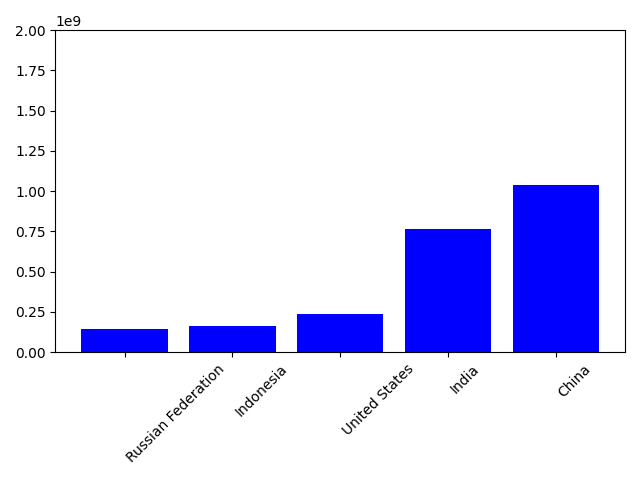 1e9
2.00
1.75
1.50
1.25
1.00
0.75
0.50
0.25
0.00
Russian Federation
Indonesia
United States
India
China